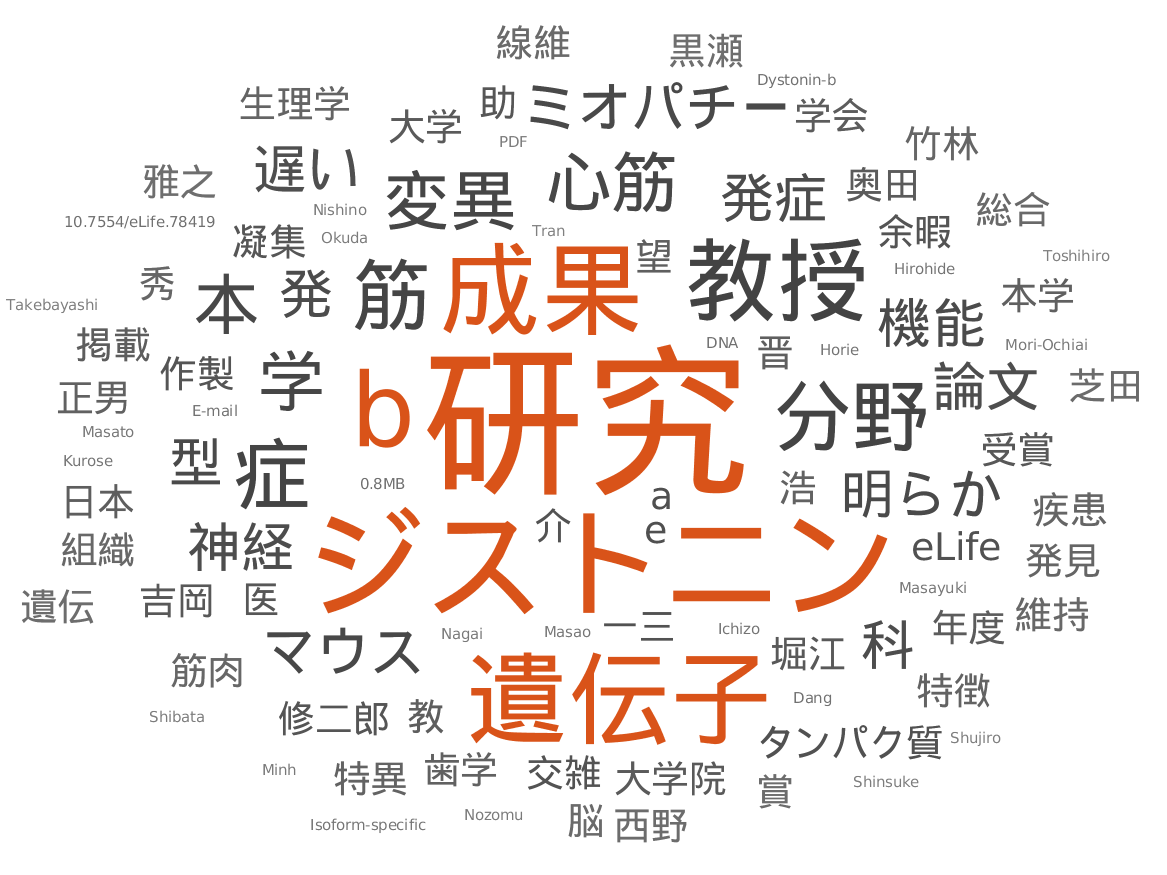 線維
黒瀬
Dystonin-b
生理学
大学
助
ミオパチー
学会
PDF
竹林
雅之
遅い
変異
心筋
発症
奥田
10.7554/eLife.78419
Nishino
総合
凝集
Okuda
Tran
望
余暇
秀
本
発
筋
成果
教授
Hirohide
Toshihiro
Takebayashi
機能
本学
掲載
作製
学
DNA
晋
Horie
Mori-Ochiai
正男
E-mail
b
研究
分野
論文
芝田
Masato
Kurose
型
症
受賞
日本
0.8MB
a
浩
明らか
疾患
組織
神経
ジストニン
介
e
eLife
発見
遺伝
吉岡
医
Masayuki
維持
マウス
Nagai
Masao
一三
Ichizo
堀江
科
年度
筋肉
遺伝子
Dang
特徴
Shibata
修二郎
教
タンパク質
Shujiro
Minh
特異
歯学
交雑
大学院
賞
Shinsuke
Isoform-specific
Nozomu
脳
西野